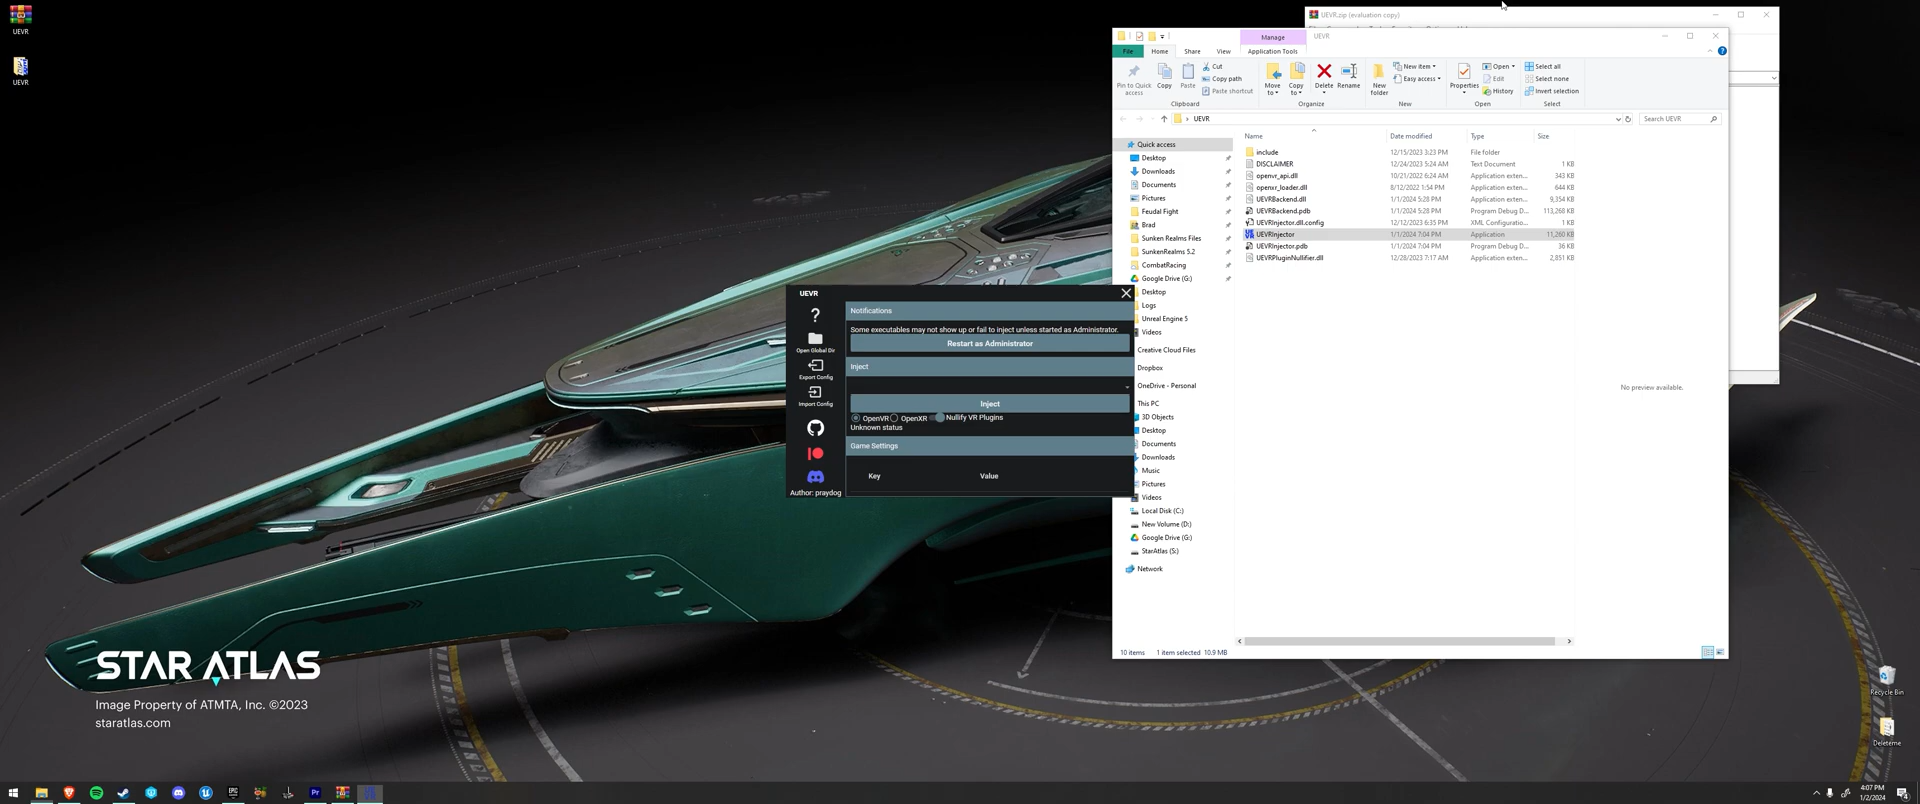 UEVR
UEVR
UEVR.zip (evaluation copy)
Manage
UEVR
File
Home
Share
View
Application Tools
Pin to Quick
access
Copy
Paste
Cut
Copy path
Paste shortcut
Clipboard
Move
to
Copy
to
Delete
Rename
Organize
New
folder
New item
Easy access
New
Properties
Open
Edit
History
Open
Select all
Select none
Invert selection
Select
UEVR
Search UEVR
Name
Date modified
Type
Size
include 12/15/2023 3:23 PM File folder
DISCLAIMER 12/24/2023 5:24 AM Text Document 1 KB
openvr_api.dll 10/21/2022 6:24 AM Application exten... 343 KB
openxr_loader.dll 8/12/2022 1:54 PM Application exten... 644 KB
UEVRBackend.dll 1/1/2024 5:28 PM Application exten... 9,354 KB
UEVRBackend.pdb 1/1/2024 5:28 PM Program Debug D... 113,268 KB
UEVRInjector.dll.config 12/12/2023 6:35 PM XML Configuratio... 1 KB
UEVRInjector 1/1/2024 7:04 PM Application 11,260 KB
UEVRInjector.pdb 1/1/2024 7:04 PM Program Debug D... 36 KB
UEVRPluginNullifier.dll 12/28/2023 7:17 AM Application exten... 2,851 KB
Quick access
Desktop
Downloads
Documents
Pictures
Feudal Fight
Brad
Sunken Realms Files
SunkenRealms 5.2
CombatRacing
Google Drive (G:)
Desktop
Logs
Unreal Engine 5
Videos
Creative Cloud Files
Dropbox
OneDrive - Personal
This PC
3D Objects
Desktop
Documents
Downloads
Music
Pictures
Videos
Local Disk (C:)
New Volume (D:)
Google Drive (G:)
StarAtlas (S:)
Network
No preview available.
10 items
1 item selected 10.9 MB
UEVR
?
Open Global Dir
Export Config
Import Config
Author: praydog
Notifications
Some executables may not show up or fail to inject unless started as Administrator.
Restart as Administrator
Inject
Inject
OpenVR OpenXR Nullify VR Plugins
Unknown status
Game Settings
Key
Value
STAR ATLAS
Image Property of ATMTA, Inc. ©2023
staratlas.com
Recycle Bin
Deleteme
EPIC
Pr
4:07 PM
1/2/2024